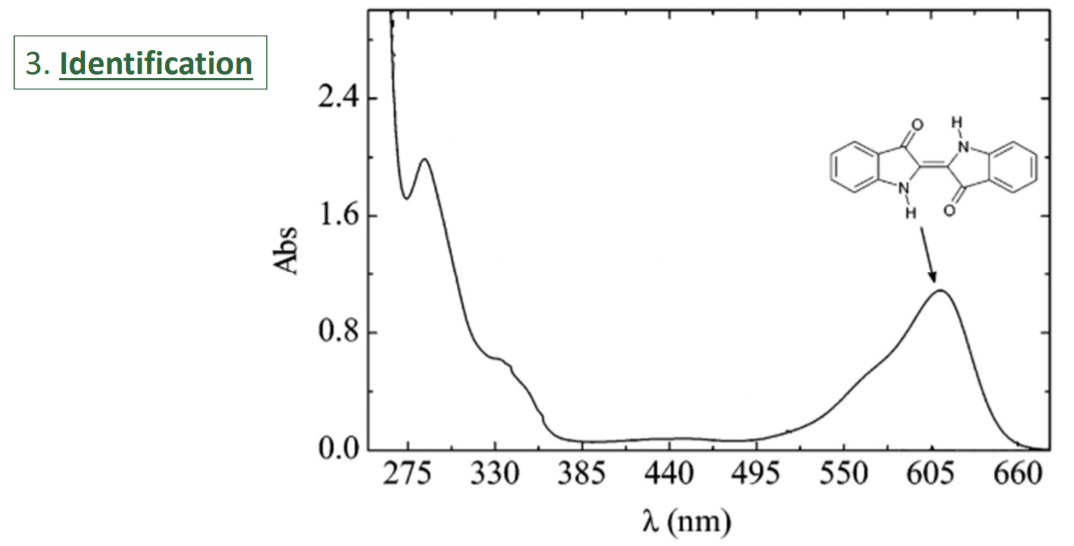 3. Identification
Abs
2.4
1.6
0.8
0.0
275 330 385 440 495 550 605 660
λ (nm)
O
H
N
N
H
O